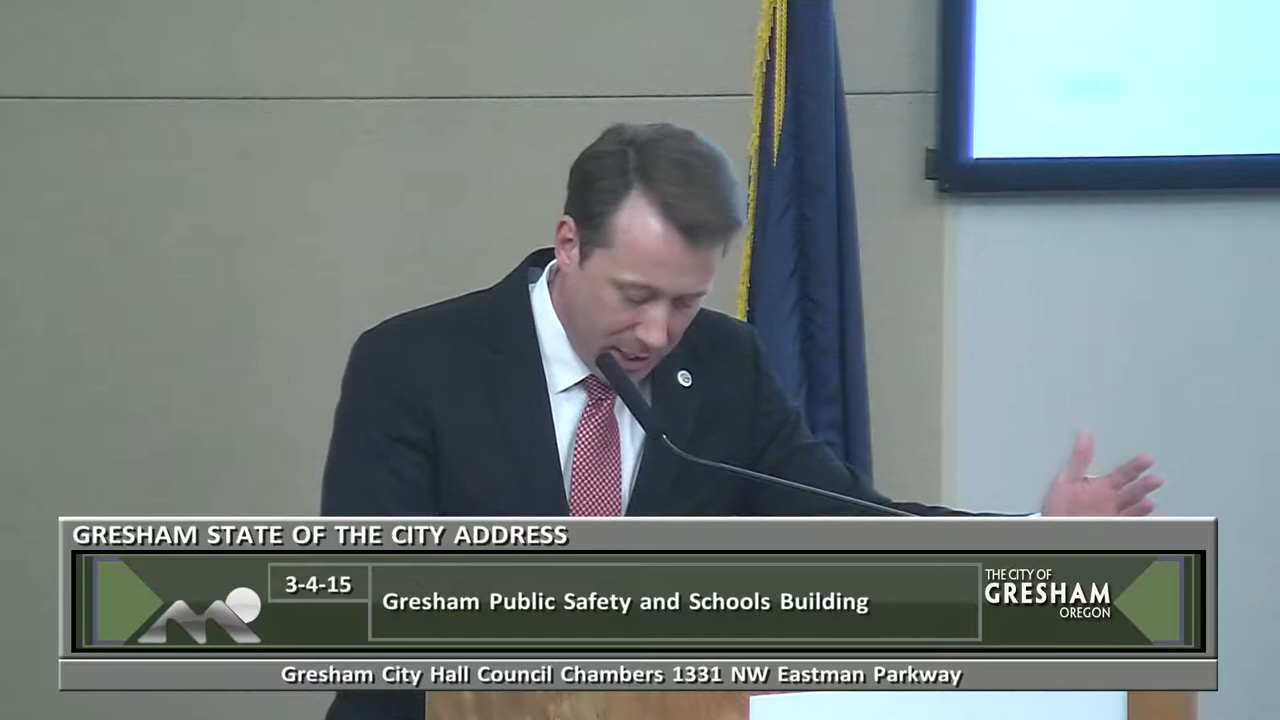 GRESHAM STATE OF THE CITY ADDRESS
3-4-15
Gresham Public Safety and Schools Building
THE CITY OF
GRESHAM
OREGON
Gresham City Hall Council Chambers 1331 NW Eastman Parkway